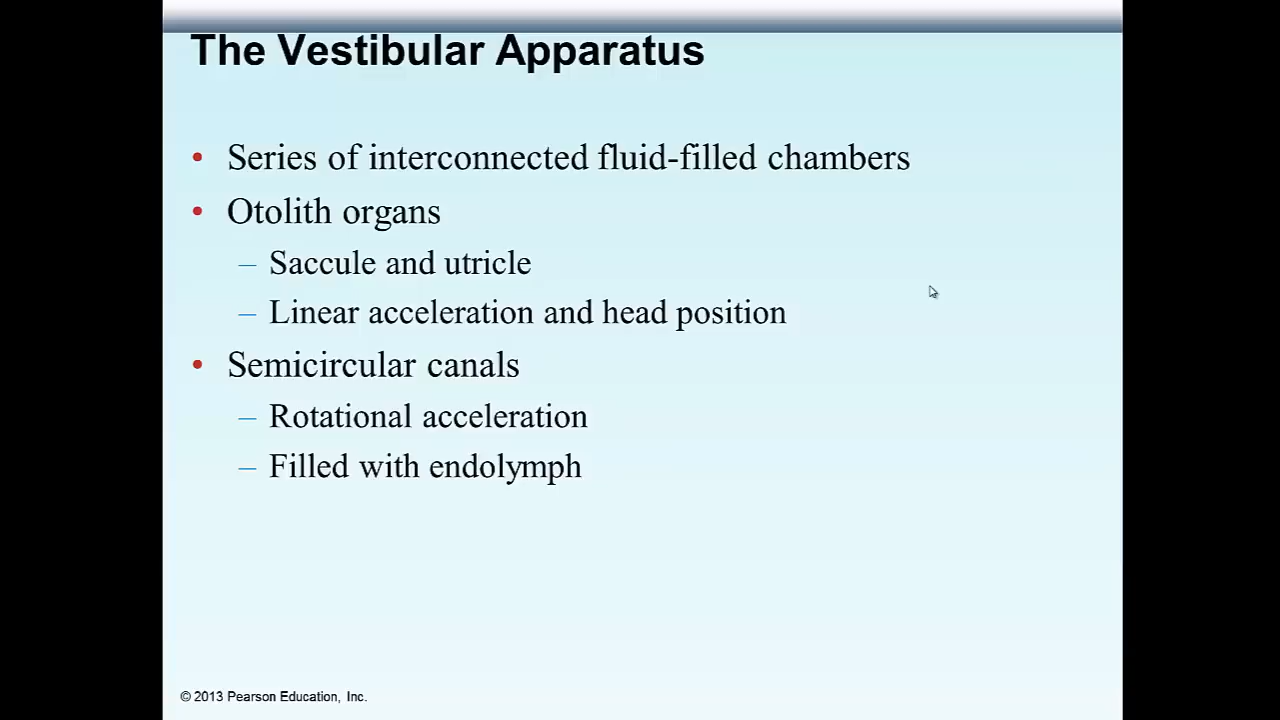 The Vestibular Apparatus
• Series of interconnected fluid-filled chambers
• Otolith organs
– Saccule and utricle
– Linear acceleration and head position
• Semicircular canals
– Rotational acceleration
– Filled with endolymph
© 2013 Pearson Education, Inc.